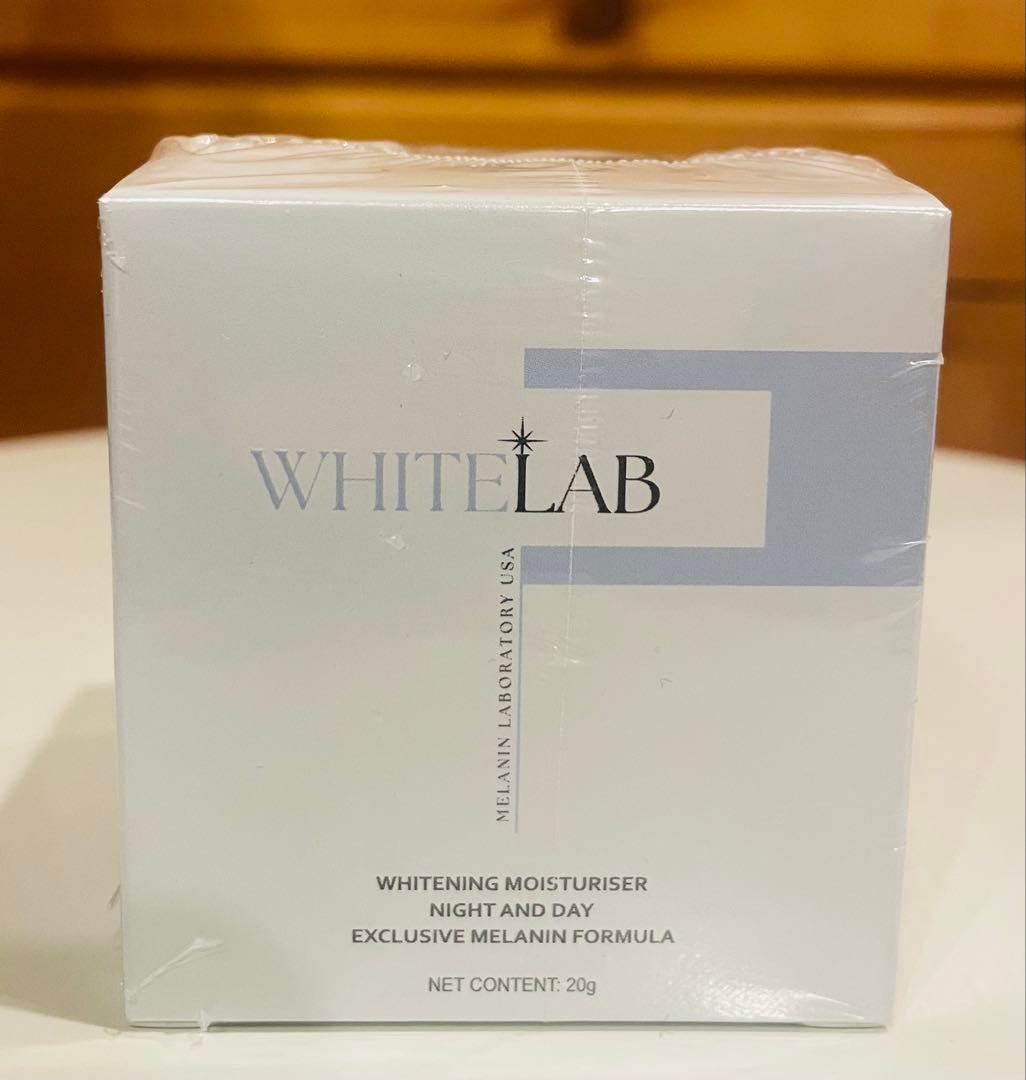 WHITELAB
MELANIN LABORATORY USA
WHITENING MOISTURISER
NIGHT AND DAY
EXCLUSIVE MELANIN FORMULA
NET CONTENT: 20g